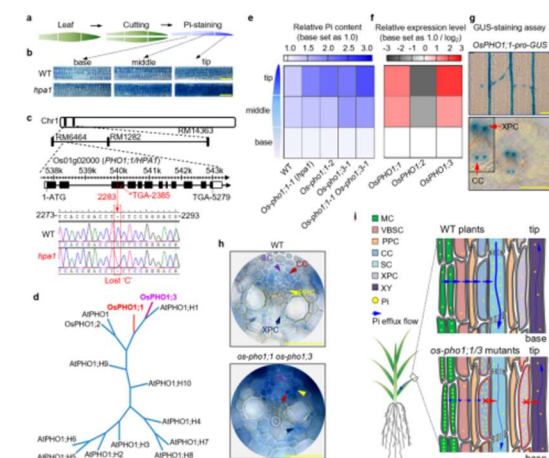 a
Leaf
Cutting
Pi-staining
b
base
middle
tip
WT
hpa1
c
Chr1
RM6464
RM1282
RM14363
Os01g02000 (PHO1;1/HPA1)
538k 539k 540k 541k 542k 543k
1-ATG
2283
*TGA-2365
TGA-5279
2273
2293
WT
hpa1
Lost 'C'
d
OsPHO1;1
OsPHO1;3
AtPHO1
AtPHO1;H1
OsPHO1;2
AtPHO1;H9
AtPHO1;H10
AtPHO1;H4
AtPHO1;H6
AtPHO1;H3
AtPHO1;H7
AtPHO1;H5
AtPHO1;H2
AtPHO1;H8
e
Relative Pi content
(base set as 1.0)
1.0 1.5 2.0 2.5 3.0
tip
middle
base
WT
Os-pho1;1-1 (hpa1)
Os-pho1;1-2
Os-pho1;3-1
Os-pho1;1-1 Os-pho1;3-1
f
Relative expression level
(base set as 1.0 / log2)
-3 -2 -1 0 1 2 3
OsPHO1;1
OsPHO1;2
OsPHO1;3
g
GUS-staining assay
OsPHO1;1-pro-GUS
XPC
CC
h
WT
CC
XPC
os-pho1;1 os-pho1;3
i
MC
VBSC
PPC
CC
SC
XPC
XY
Pi
Pi efflux flow
WT plants
tip
base
os-pho1;1/3 mutants
tip
base